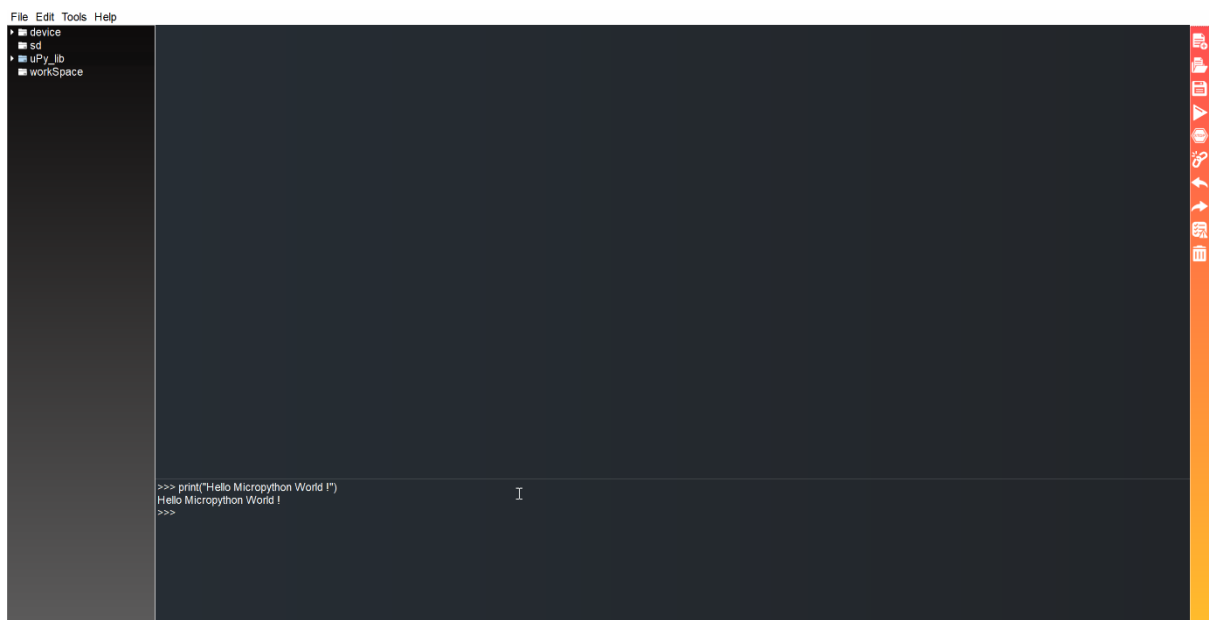 File Edit Tools Help
device
sd
uPy_lib
workSpace
>>> print("Hello Micropython World !")
Hello Micropython World !
>>>